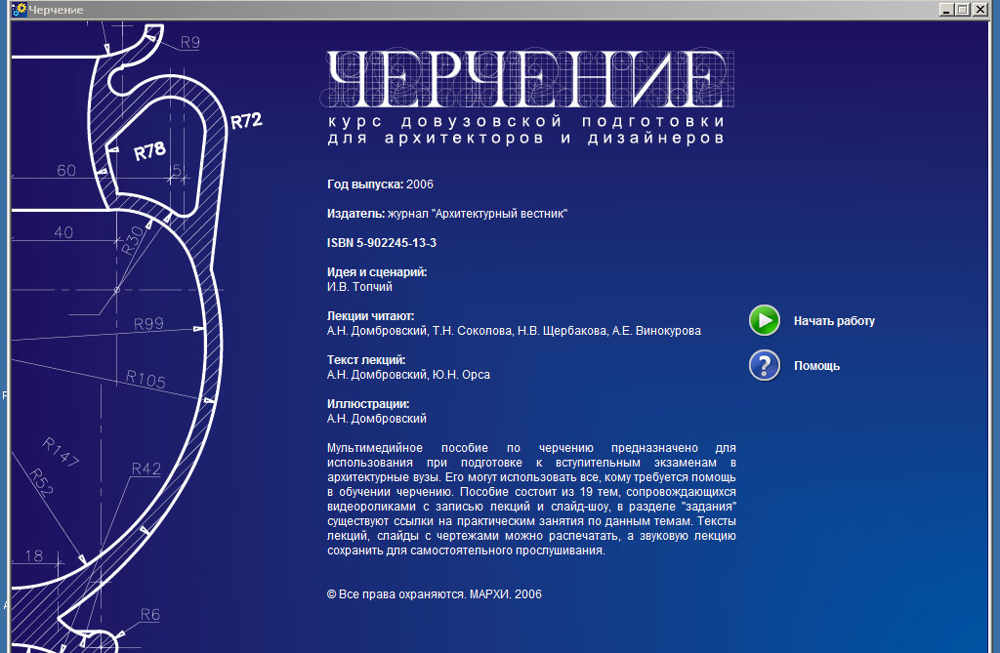 Черчение
ЧЕРЧЕНИЕ
курс довузовской подготовки
для архитекторов и дизайнеров
R9
R72
R78
60
5
40
R30
R99
R105
R147
R52
R42
18
R6
Год выпуска: 2006
Издатель: журнал "Архитектурный вестник"
ISBN 5-902245-13-3
Идея и сценарий:
И.В. Топчий
Лекции читают:
А.Н. Домбровский, Т.Н. Соколова, Н.В. Щербакова, А.Е. Винокурова
Текст лекций:
А.Н. Домбровский, Ю.Н. Орса
Иллюстрации:
А.Н. Домбровский
Мультимедийное пособие по черчению предназначено для
использования при подготовке к вступительным экзаменам в
архитектурные вузы. Его могут использовать все, кому требуется помощь
в обучении черчению. Пособие состоит из 19 тем, сопровождающихся
видеороликами с записью лекций и слайд-шоу, в разделе "задания"
существуют ссылки на практическим занятия по данным темам. Тексты
лекций, слайды с чертежами можно распечатать, а звуковую лекцию
сохранить для самостоятельного прослушивания.
© Все права охраняются. МАРХИ. 2006
Начать работу
Помощь